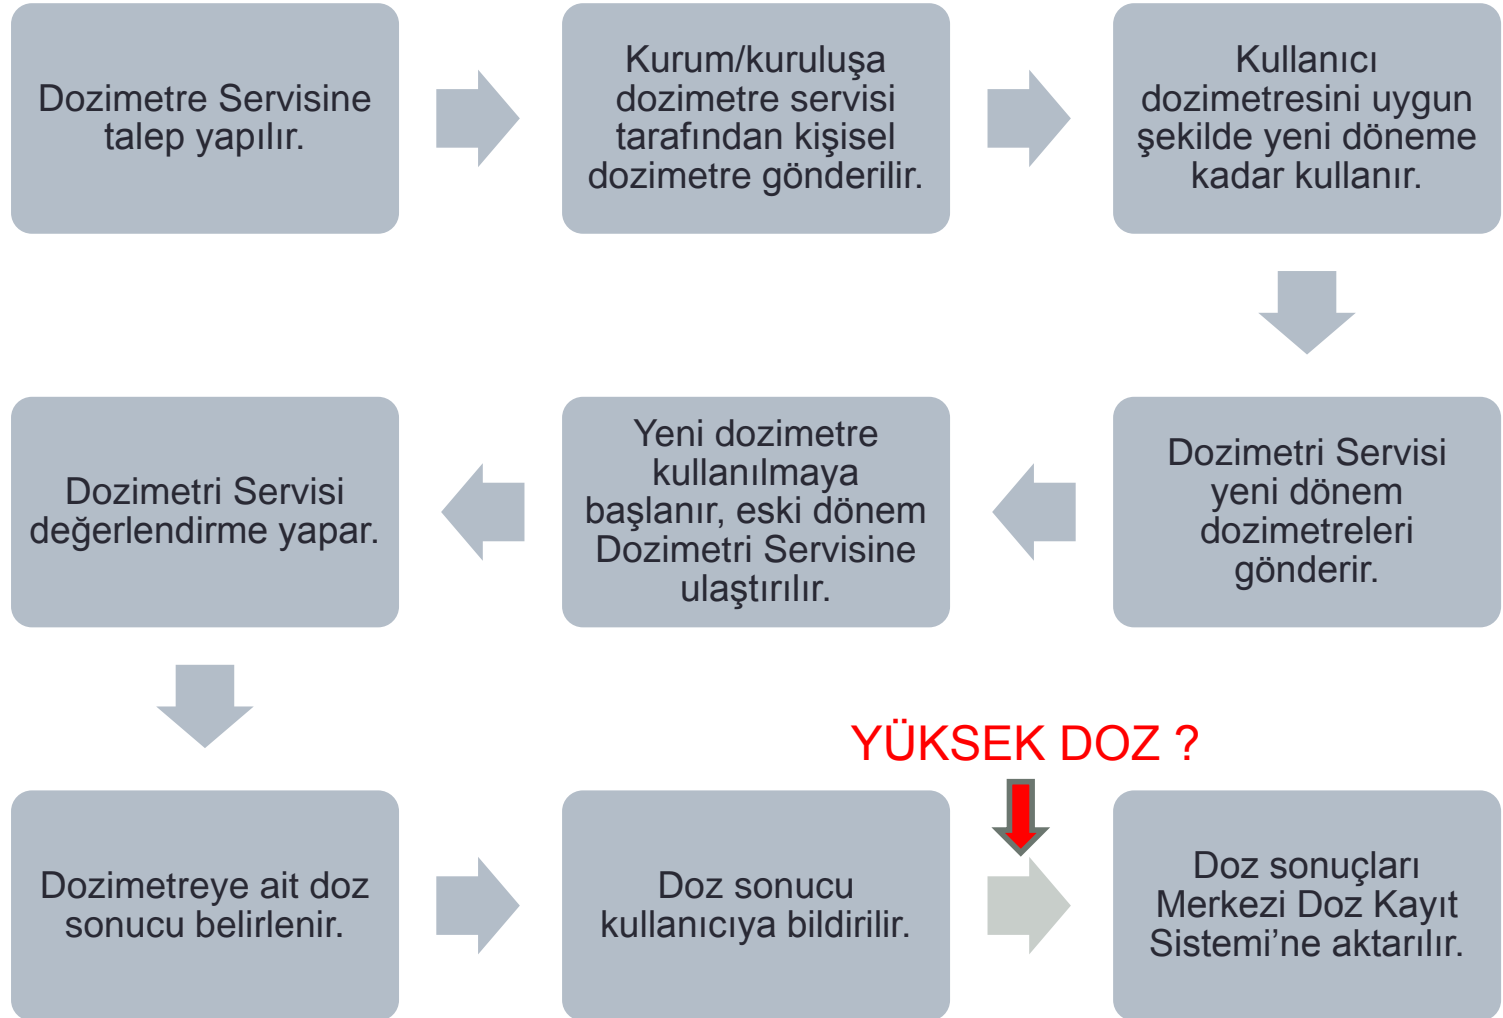 Dozimetre Servisine
talep yapılır.
Kurum/kuruluşa
dozimetre servisi
tarafından kişisel
dozimetre gönderilir.
Kullanıcı
dozimetresini uygun
şekilde yeni döneme
kadar kullanır.
Dozimetri Servisi
yeni dönem
dozimetreleri
gönderir.
Yeni dozimetre
kullanılmaya
başlanır, eski dönem
Dozimetri Servisine
ulaştırılır.
Dozimetri Servisi
değerlendirme yapar.
Dozimetreye ait doz
sonucu belirlenir.
Doz sonucu
kullanıcıya bildirilir.
YÜKSEK DOZ ?
Doz sonuçları
Merkezi Doz Kayıt
Sistemi’ne aktarılır.